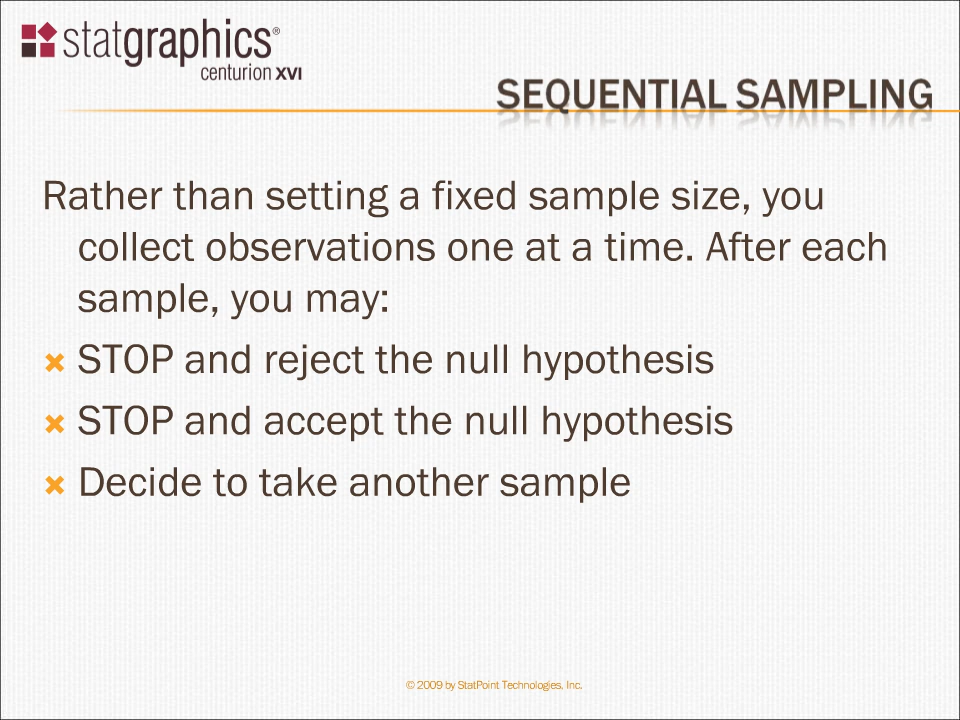 statgraphics®
centurion XVI
SEQUENTIAL SAMPLING
Rather than setting a fixed sample size, you
collect observations one at a time. After each
sample, you may:
STOP and reject the null hypothesis
STOP and accept the null hypothesis
Decide to take another sample
© 2009 by StatPoint Technologies, Inc.